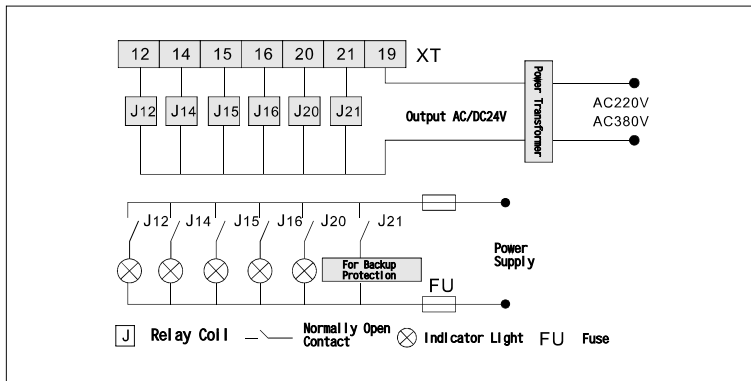 12 14 15 16 20 21 19 XT
J12 J14 J15 J16 J20 J21
Output AC/DC24V
Power Transformer
AC220V
AC380V
J12 J14 J15 J16 J20 J21
For Backup
Protection
Power
Supply
FU
J Relay Coil
Normally Open
Contact
Indicator Light
FU Fuse